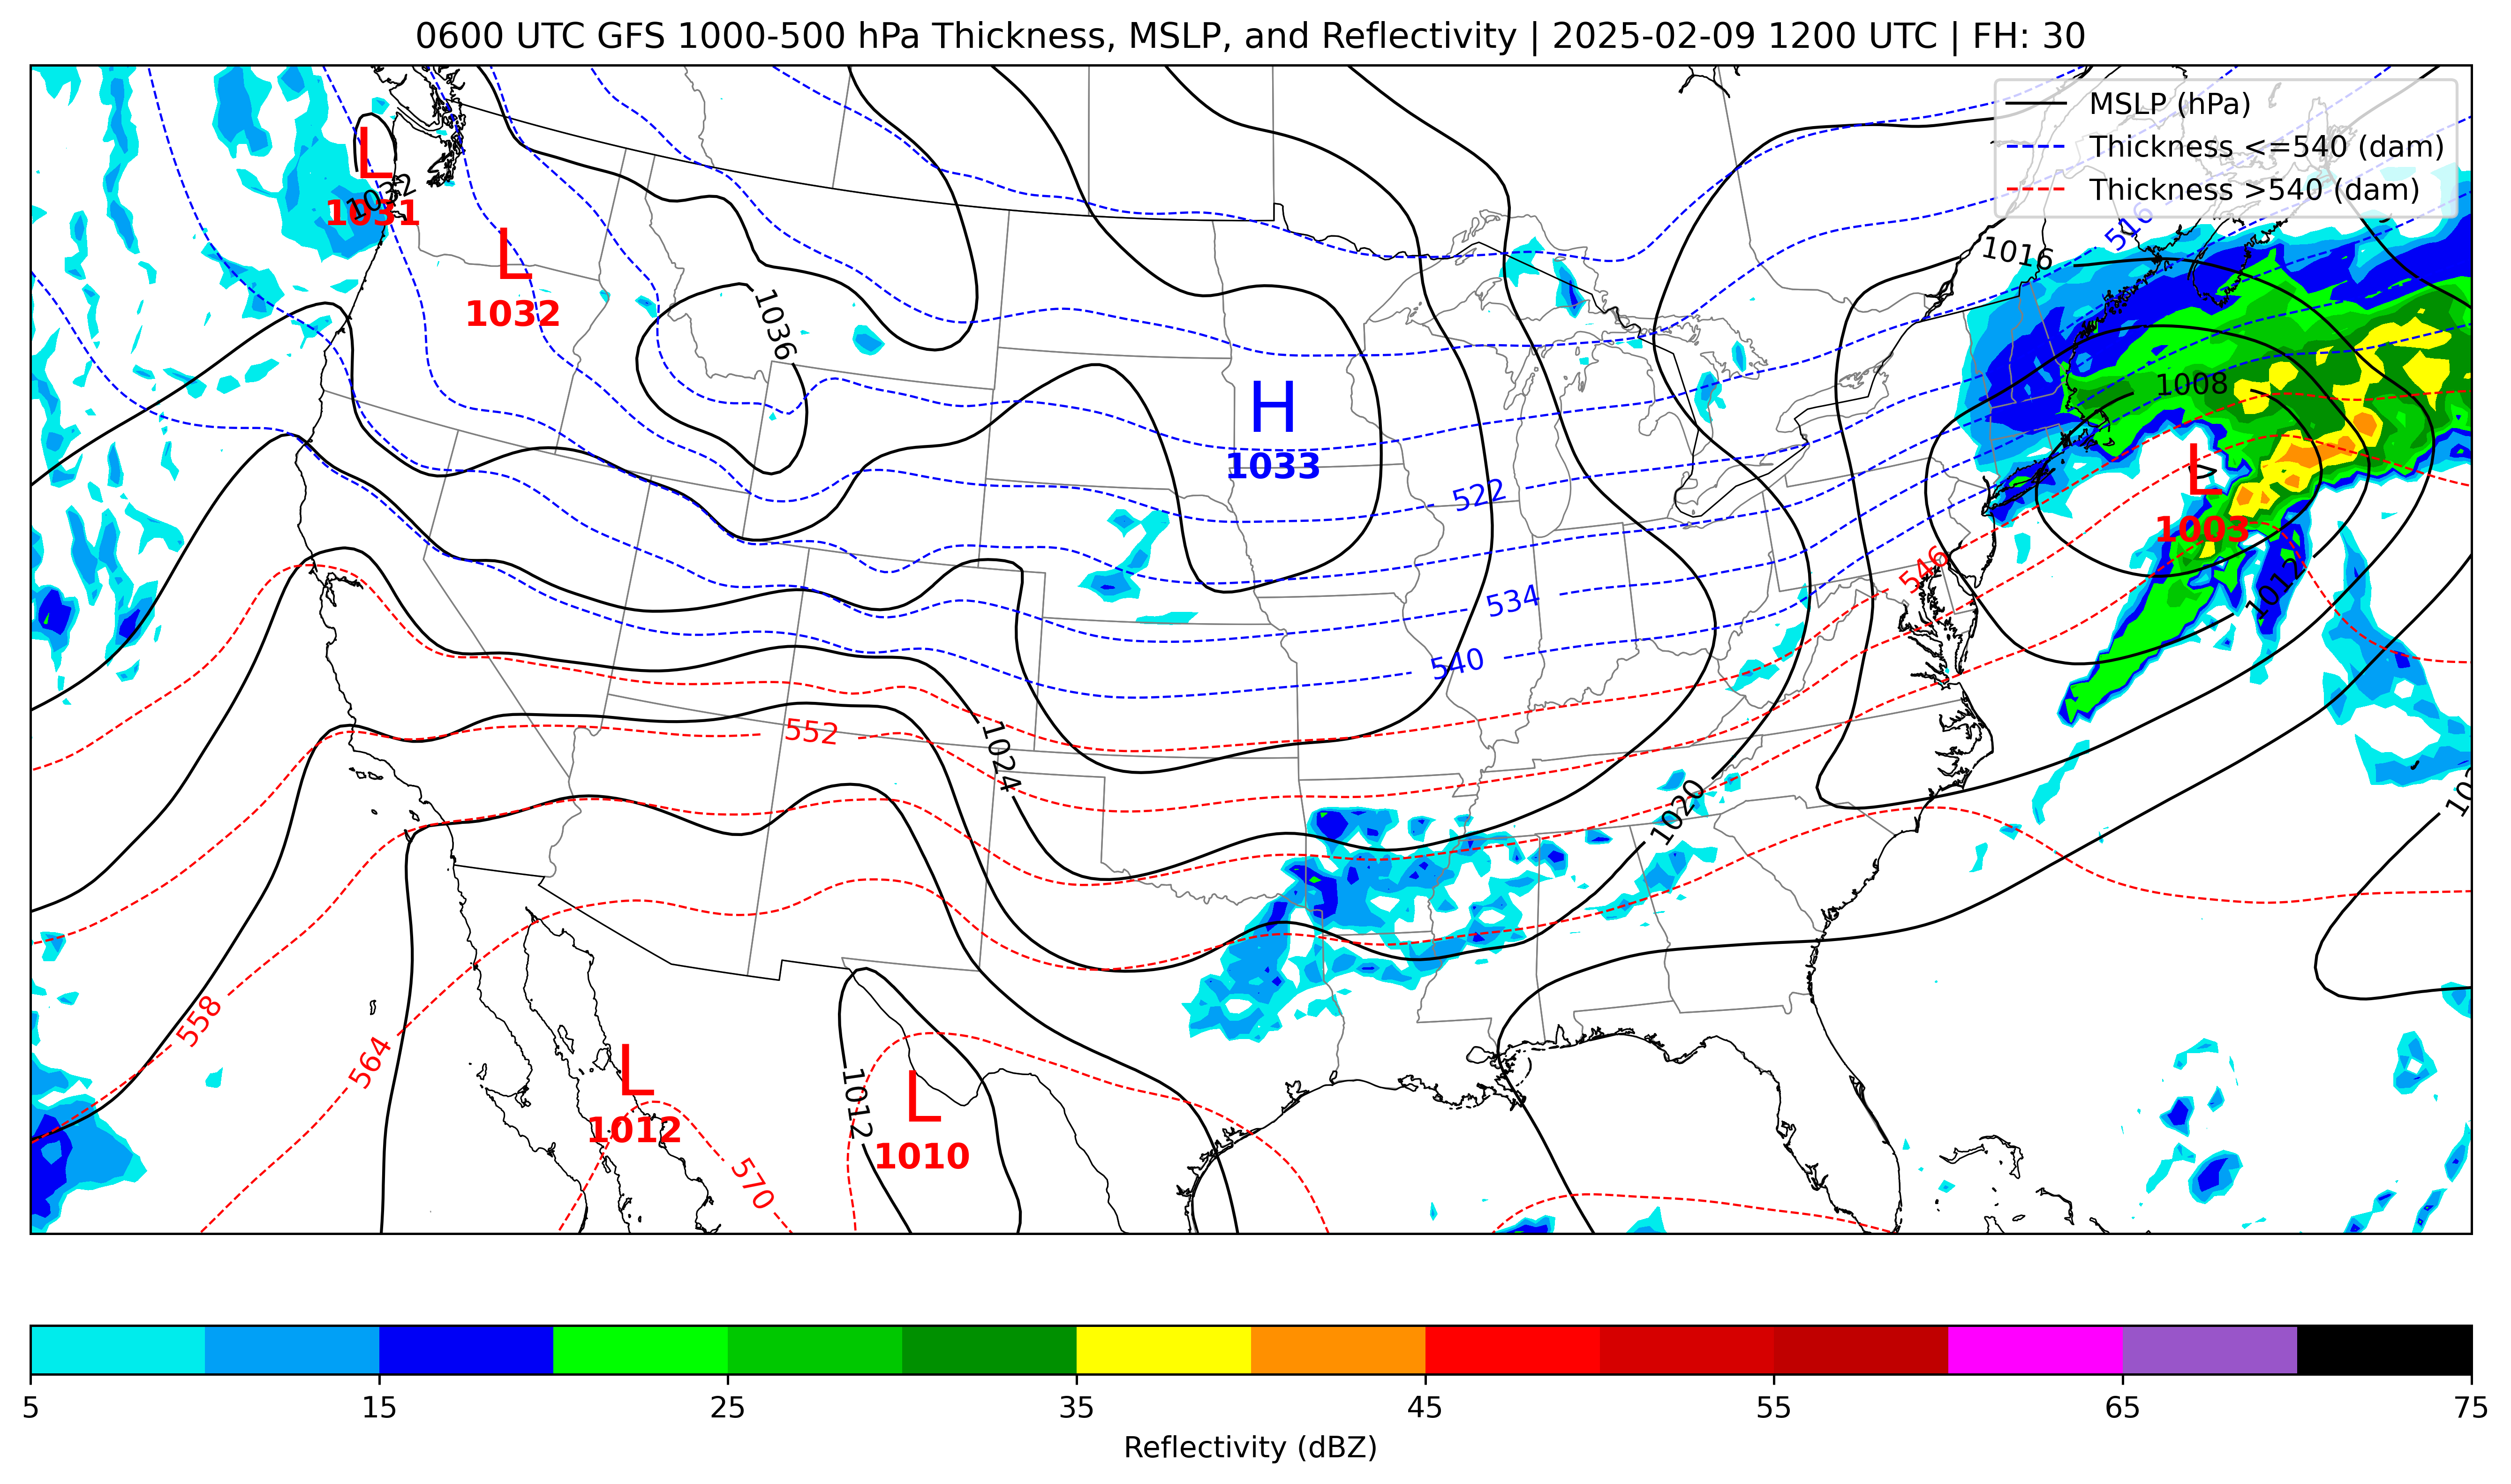 0600 UTC GFS 1000-500 hPa Thickness, MSLP, and Reflectivity | 2025-02-09 1200 UTC | FH: 30
MSLP (hPa)
Thickness <=540 (dam)
Thickness >540 (dam)
L
1032
1031
L
1032
516
1016
1036
1008
H
1033
L
1003
522
546
534
1012
540
552
1024
1020
558
564
L
1012
1012
L
1010
570
5 15 25 35 45 55 65 75
Reflectivity (dBZ)